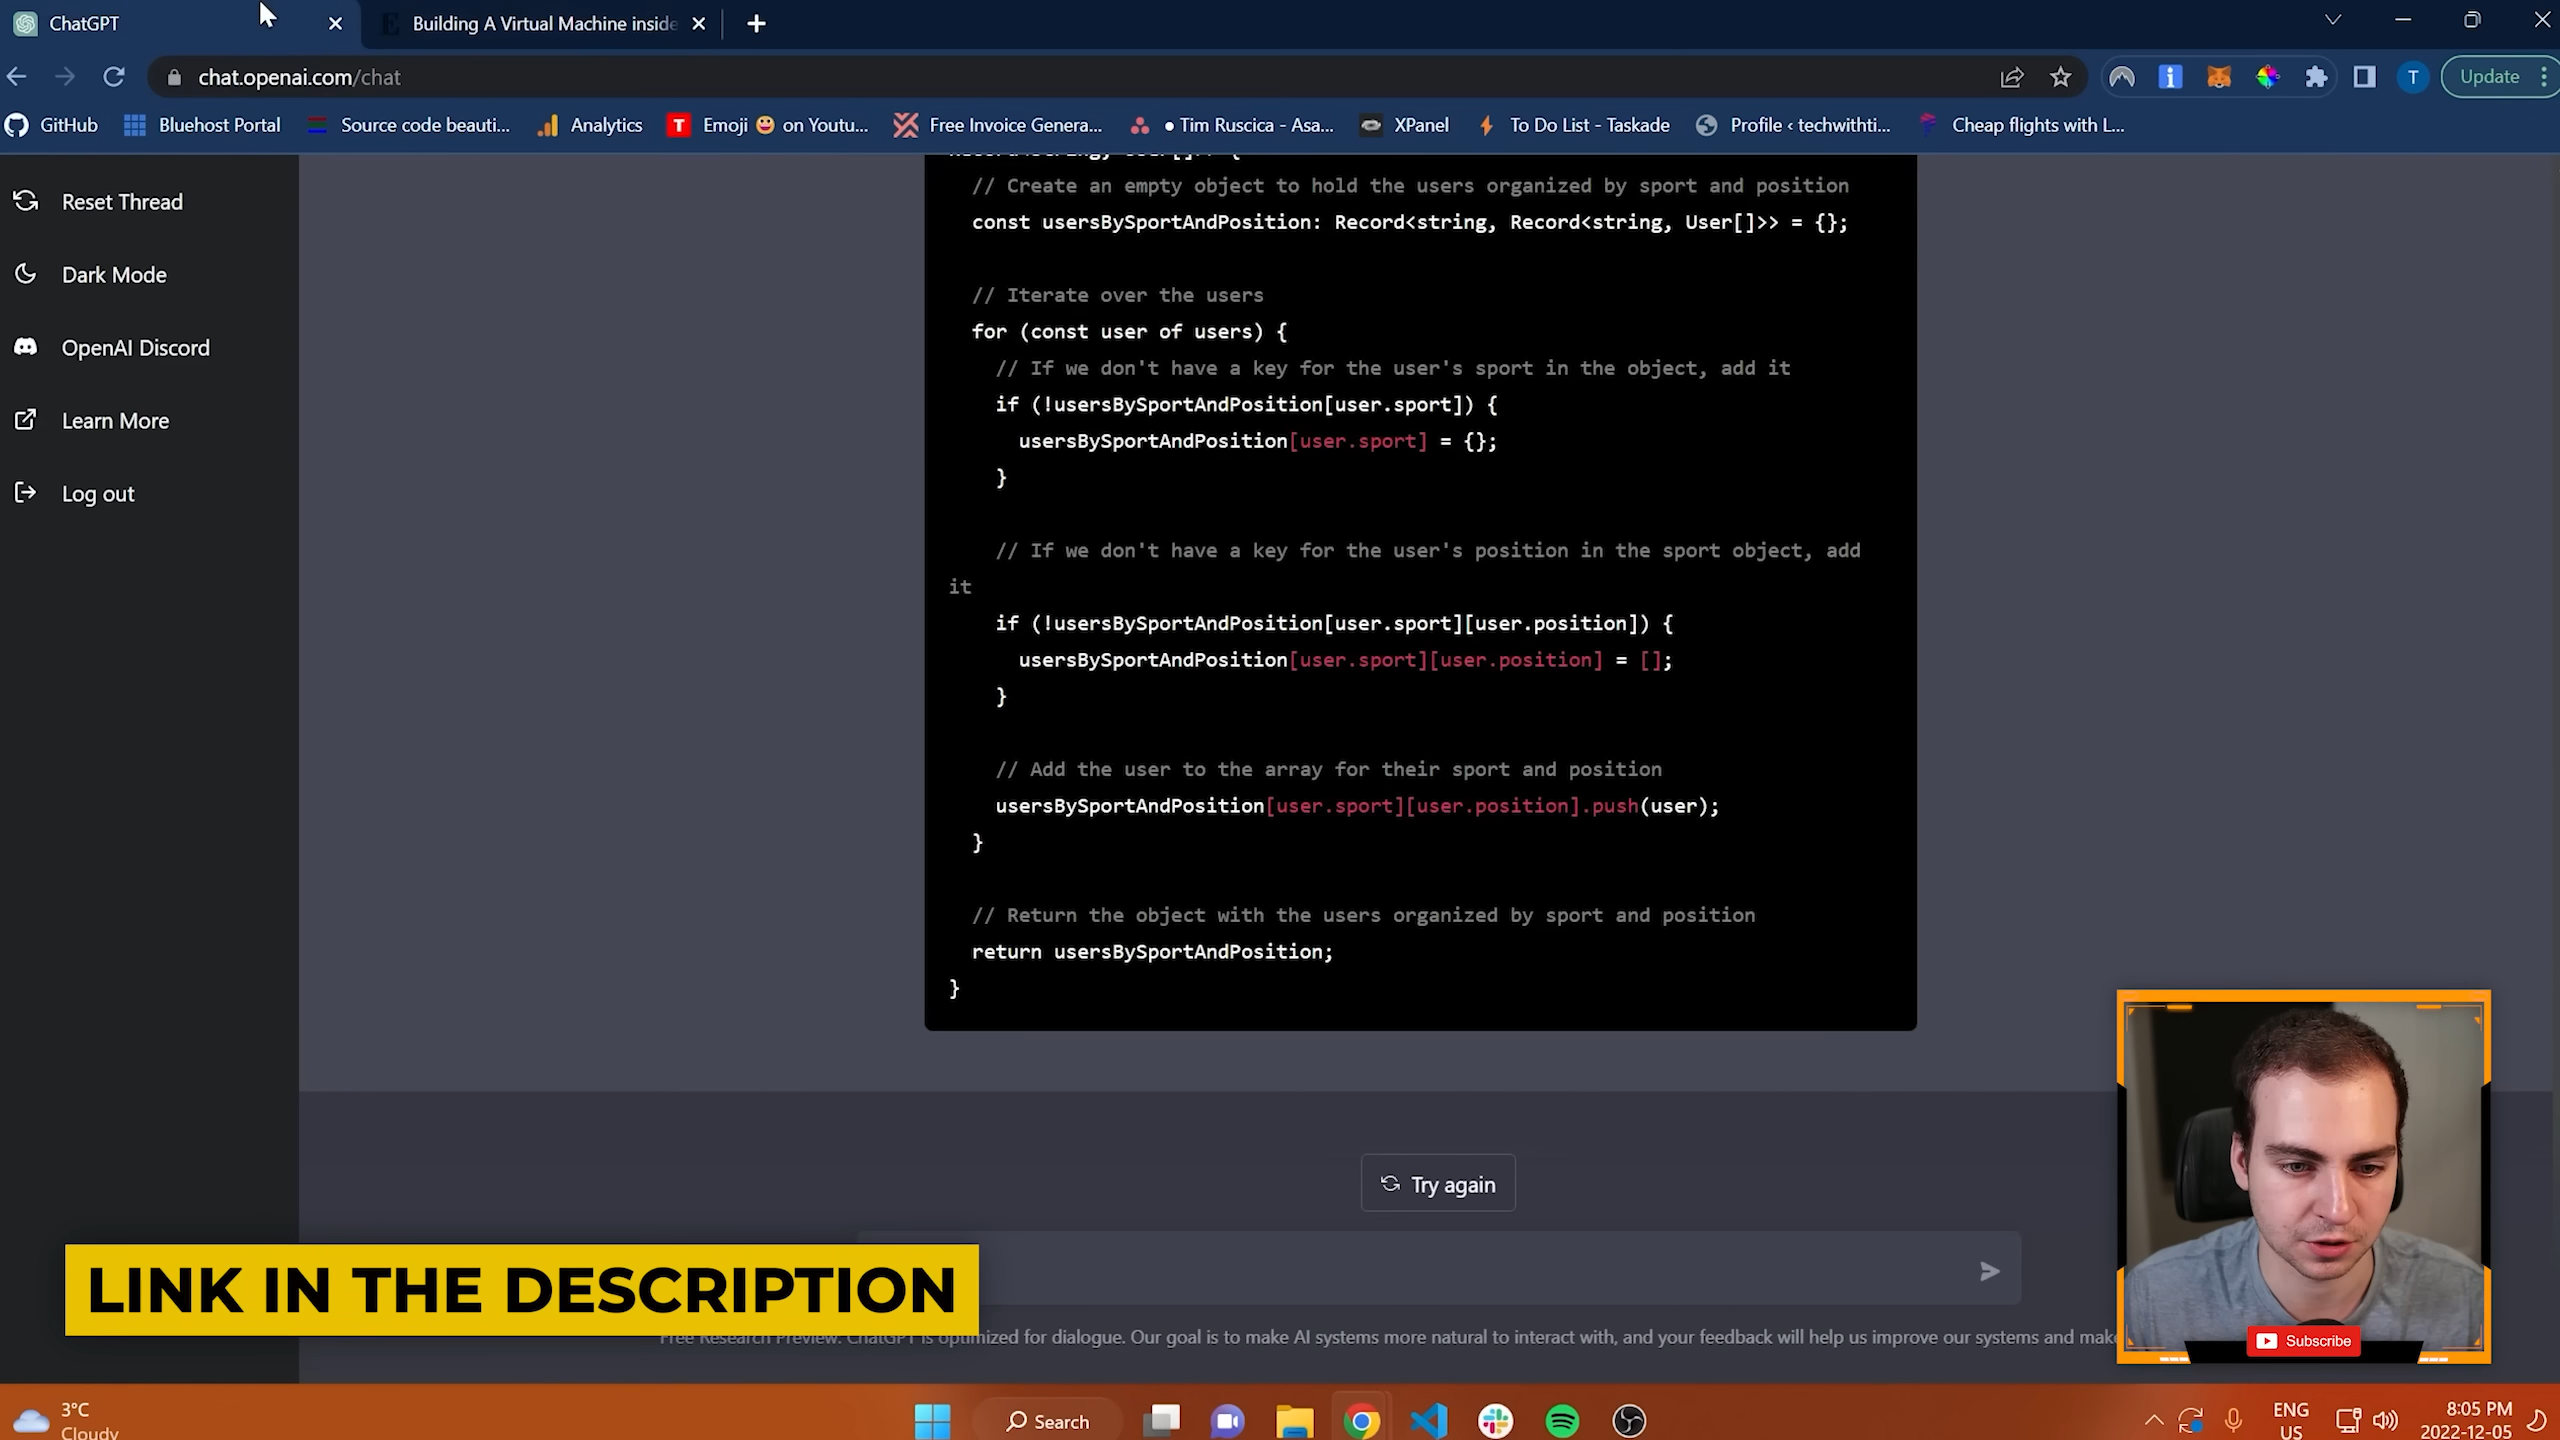 ChatGPT
Building A Virtual Machine inside
chat.openai.com/chat
Update
GitHub
Bluehost Portal
Source code beauti...
Analytics
Emoji 😃 on Youtu...
Free Invoice Genera...
• Tim Ruscica - Asa...
XPanel
To Do List - Taskade
Profile ‹ techwithti...
Cheap flights with L...
Reset Thread
Dark Mode
OpenAI Discord
Learn More
Log out
// Create an empty object to hold the users organized by sport and position
const usersBySportAndPosition: Record<string, Record<string, User[]>> = {};
// Iterate over the users
for (const user of users) {
// If we don't have a key for the user's sport in the object, add it
if (!usersBySportAndPosition[user.sport]) {
usersBySportAndPosition[user.sport] = {};
}
// If we don't have a key for the user's position in the sport object, add
it
if (!usersBySportAndPosition[user.sport][user.position]) {
usersBySportAndPosition[user.sport][user.position] = [];
}
// Add the user to the array for their sport and position
usersBySportAndPosition[user.sport][user.position].push(user);
}
// Return the object with the users organized by sport and position
return usersBySportAndPosition;
}
Try again
LINK IN THE DESCRIPTION
Free Research Preview. ChatGPT is optimized for dialogue. Our goal is to make AI systems more natural to interact with, and your feedback will help us improve our systems and make
Subscribe
3°C
Cloudy
Search
ENG
US
8:05 PM
2022-12-05